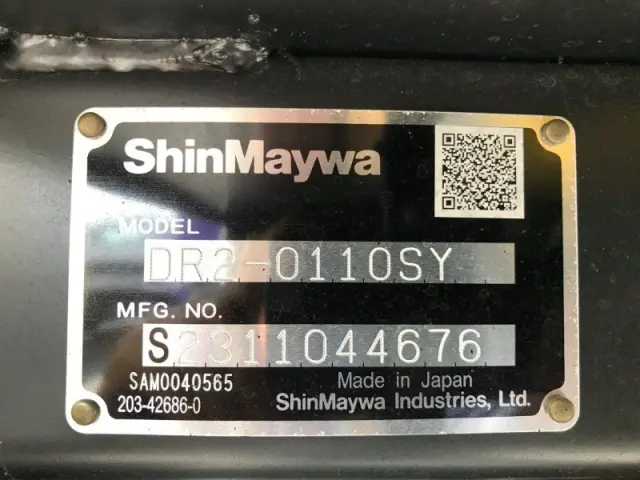 ShinMaywa
MODEL
DR2-0110SY
MFG. NO.
S2311044676
SAM0040565
Made in Japan
203-42686-0
ShinMaywa Industries, Ltd.